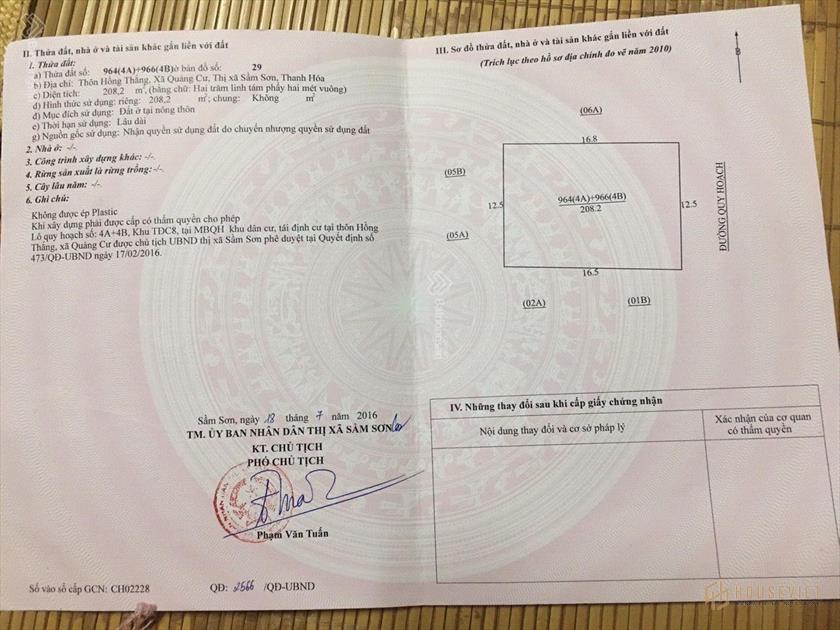 II. Thửa đất, nhà ở và tài sản khác gắn liền với đất
1. Thửa đất:
a) Thửa đất số: 964(4A)+966(4B)ờ bản đồ số: 29
b) Địa chỉ: Thôn Hồng Thắng, Xã Quảng Cư, Thị xã Sầm Sơn, Thanh Hóa
c) Diện tích: 208,2 m², (bằng chữ: Hai trăm linh tám phẩy hai mét vuông)
d) Hình thức sử dụng: riêng: 208,2 m²; chung: Không m²
đ) Mục đích sử dụng: Đất ở tại nông thôn
e) Thời hạn sử dụng: Lâu dài
g) Nguồn gốc sử dụng: Nhận quyền sử dụng đất do chuyển nhượng quyền sử dụng đất
2. Nhà ở: -/-
3. Công trình xây dựng khác: -/-
4. Rừng sản xuất là rừng trồng:-/-
5. Cây lâu năm: -/-
6. Ghi chú:
Không được ép Plastic
Khi xây dựng phải được cấp có thẩm quyền cho phép
Lô quy hoạch số: 4A+4B, Khu TĐC8, tại MBQH khu dân cư, tái định cư tại thôn Hồng
Thắng, xã Quảng Cư được chủ tịch UBND thị xã Sầm Sơn phê duyệt tại Quyết định số
473/QĐ-UBND ngày 17/02/2016.
Sầm Sơn, ngày 18 tháng 7 năm 2016
TM. ỦY BAN NHÂN DÂN THỊ XÃ SẦM SƠN
KT. CHỦ TỊCH
PHÓ CHỦ TỊCH
Phạm Văn Tuấn
Số vào sổ cấp GCN: CH02228 QĐ: 2566 /QĐ-UBND
III. Sơ đồ thửa đất, nhà ở và tài sản khác gắn liền với đất
(Trích lục theo hồ sơ địa chính đo vẽ năm 2010)
B
(06A)
16.8
(05B)
964(4A)+966(4B)
208.2
12.5
12.5
ĐƯỜNG QUY HOẠCH
(05A)
16.5
(02A)
(01B)
IV. Những thay đổi sau khi cấp giấy chứng nhận
Nội dung thay đổi và cơ sở pháp lý
Xác nhận của cơ quan
có thẩm quyền
HOUSEVIET